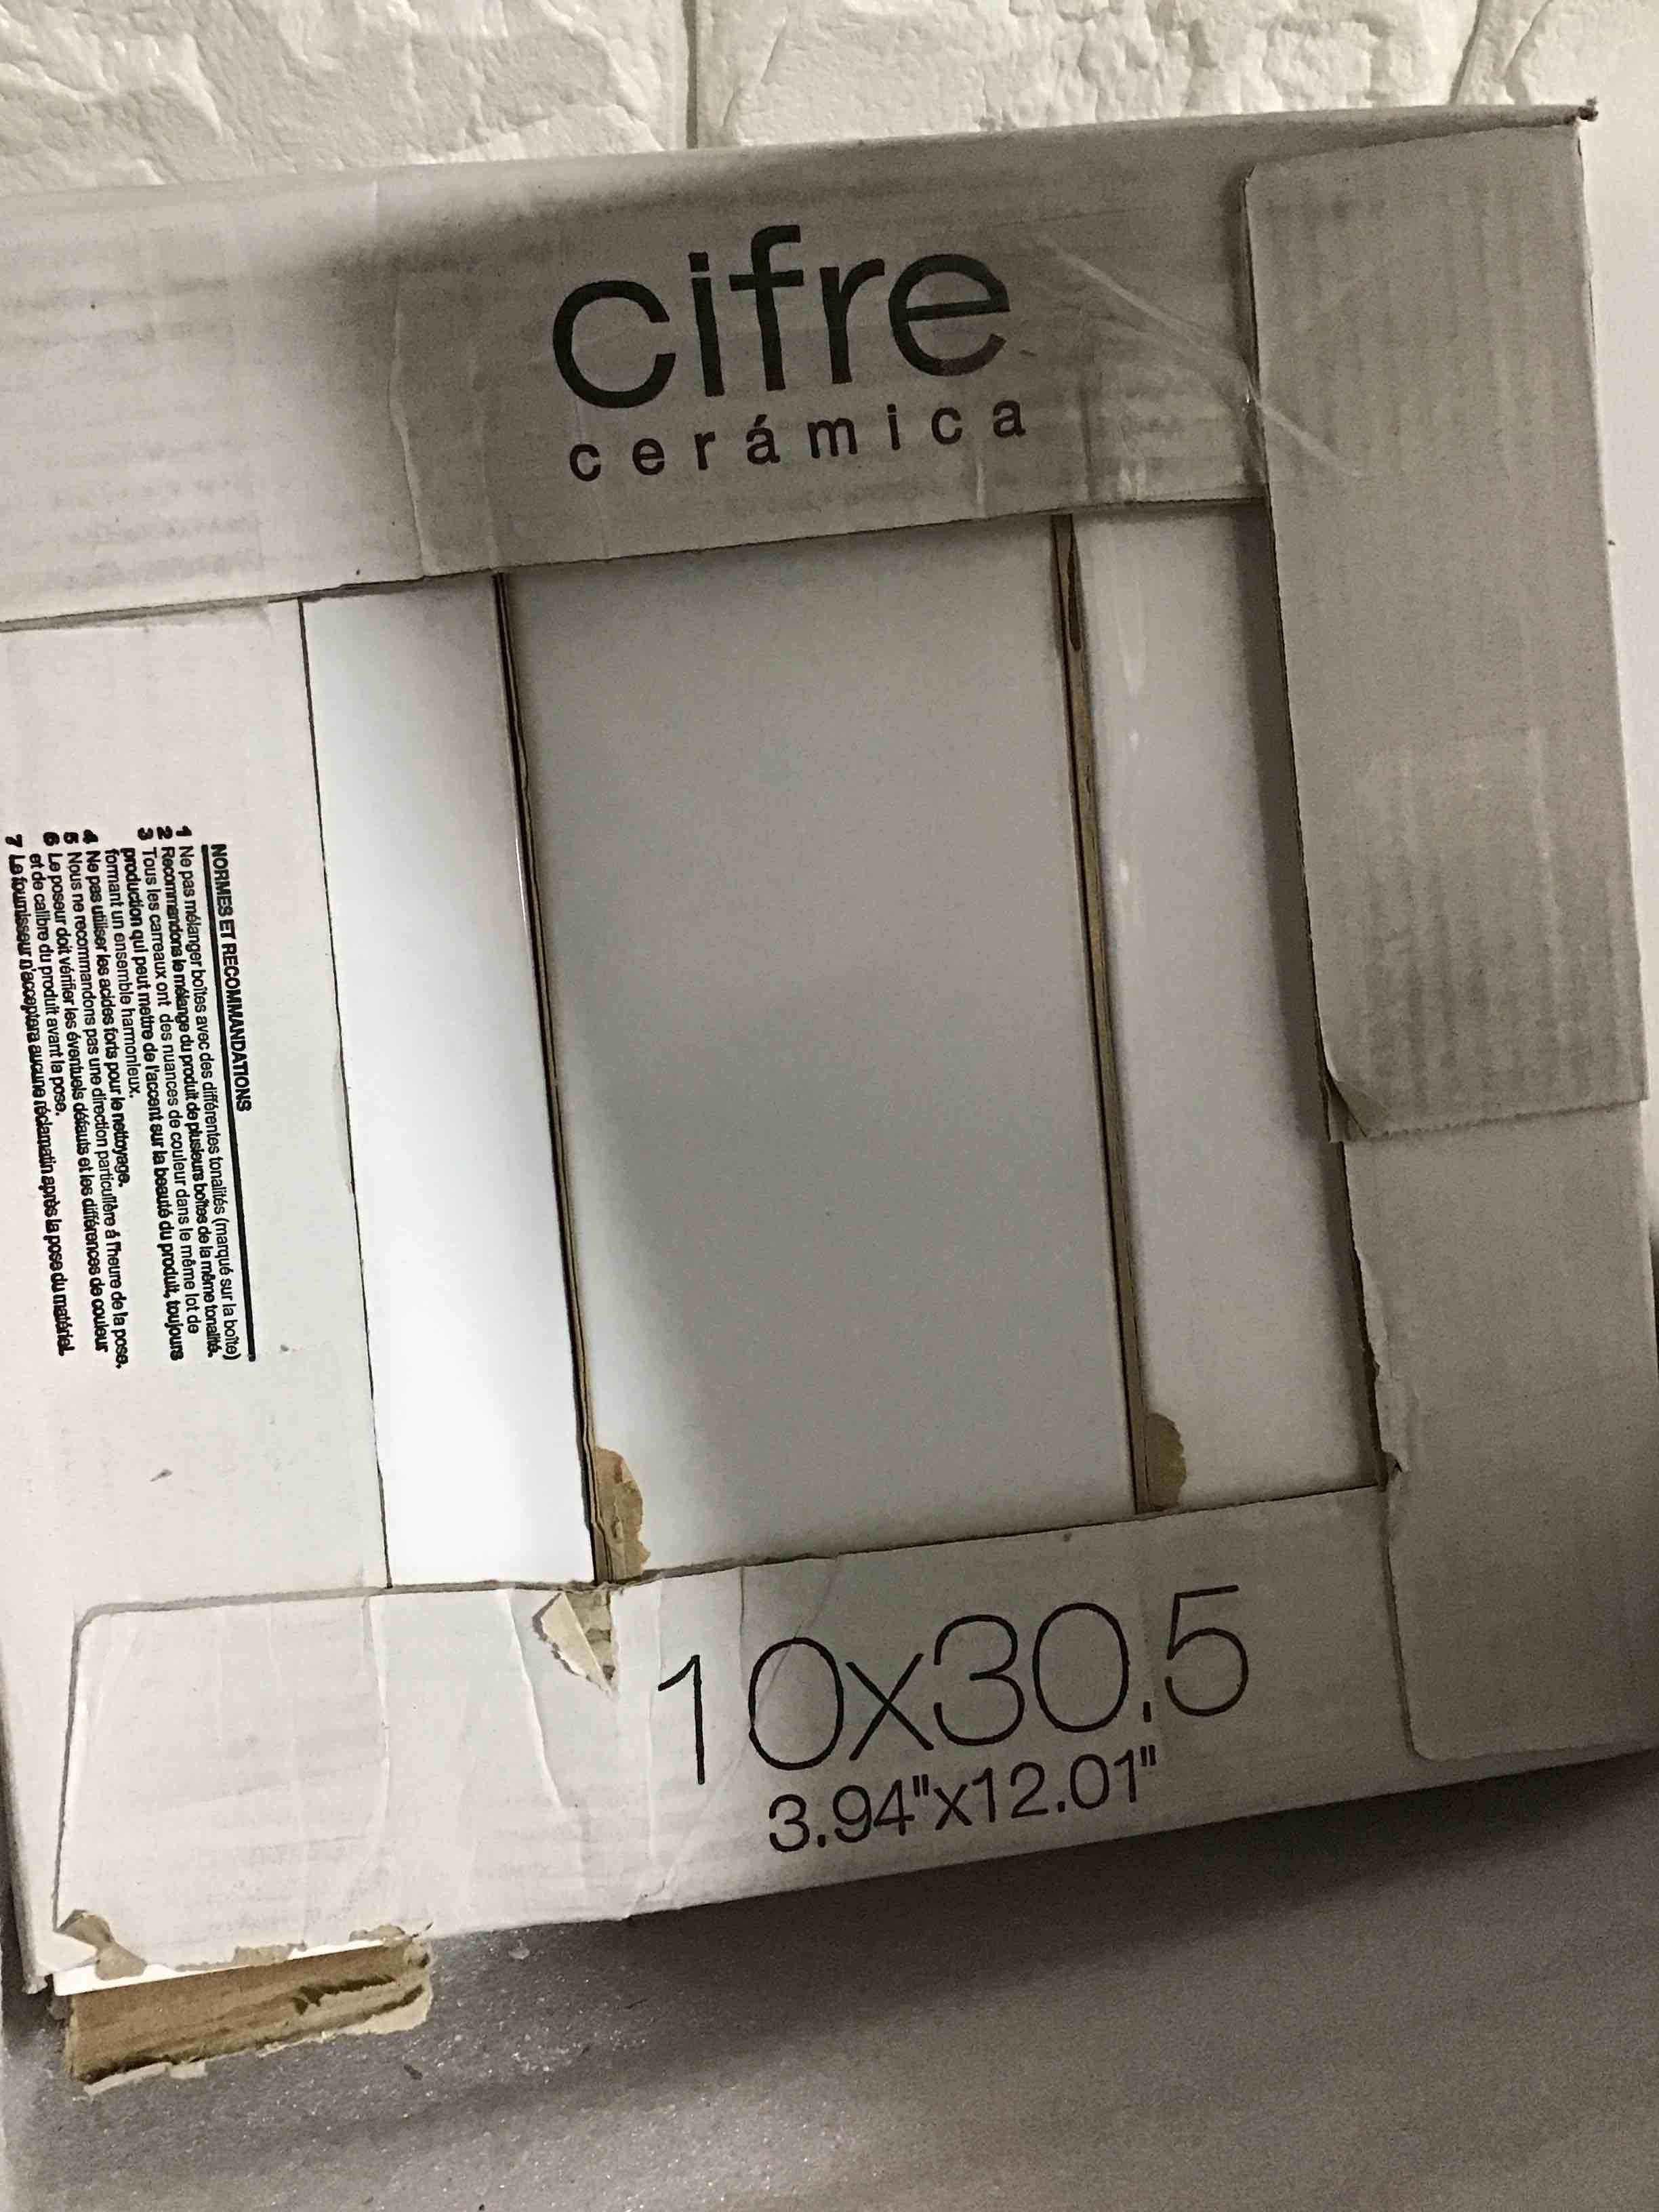 cifre
cerámica
NORMES ET RECOMMANDATIONS
1 Ne pas mélanger boîtes avec des différentes tonalités (marqué sur la boîte)
2 Recommandons le mélange du produit de plusieurs boîtes de la même tonalité.
3 Tous les carreaux ont des nuances de couleur dans le même lot de
production qui peut mettre de l'accent sur la beauté du produit, toujours
formant un ensemble harmonieux.
4 Ne pas utiliser les acides forts pour le nettoyage.
5 Nous ne recommandons pas une direction particulière á l'heure de la pose.
6 Le poseur doit vérifier les éventuels défauts et les différences de couleur
et de calibre du produit avant la pose.
7 Le fournisseur n'acceptera aucune réclamatin après la pose du matériel.
10x30.5
3.94"x12.01"